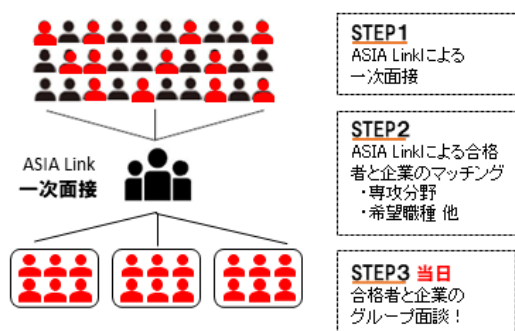 ASIA Link
一次面接
STEP1
ASIA Linkによる
一次面接
STEP2
ASIA Linkによる合格
者と企業のマッチング
・専攻分野
・希望職種 他
STEP3 当日
合格者と企業の
グループ面談！